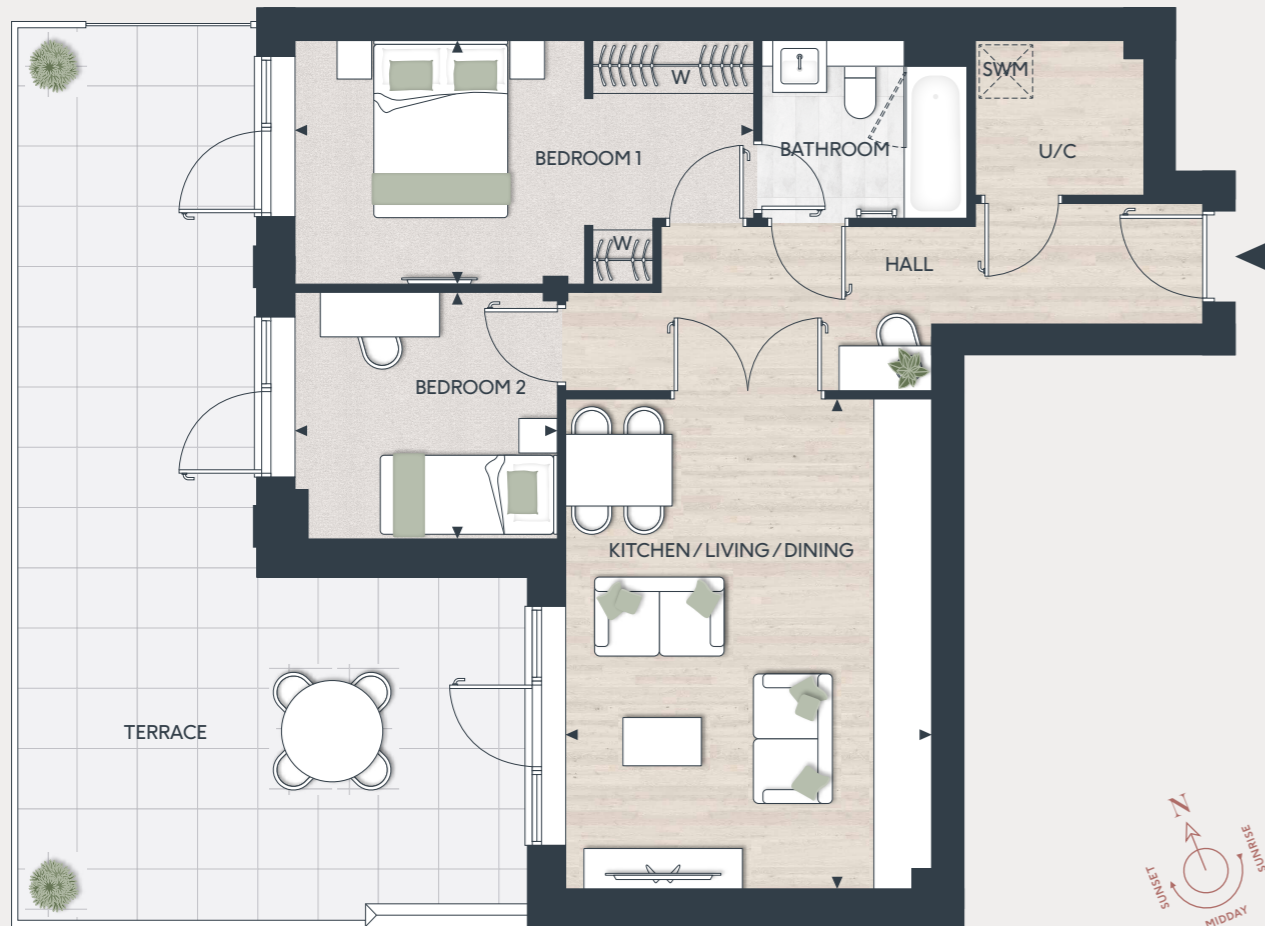 W
SWM
BEDROOM 1
BATHROOM
U/C
W
HALL
BEDROOM 2
KITCHEN / LIVING / DINING
TERRACE
N
SUNRISE
SUNSET
MIDDAY